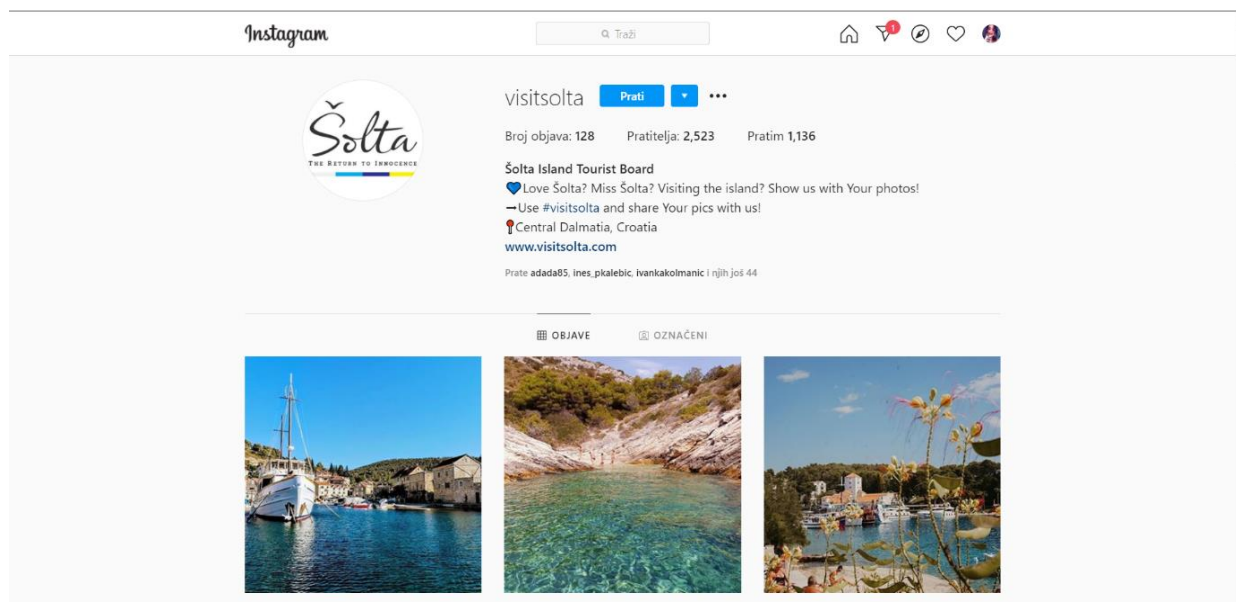 Instagram
Traži
1
Šolta
THE RETURN TO INNOCENCE
visitsolta Prati
Broj objava: 128 Pratitelja: 2,523 Pratim 1,136
Šolta Island Tourist Board
💙Love Šolta? Miss Šolta? Visiting the island? Show us with Your photos!
→Use #visitsolta and share Your pics with us!
📍Central Dalmatia, Croatia
www.visitsolta.com
Prate adada85, ines_pkalebic, ivankakolmanic i njih još 44
OBJAVE OZNAČENI